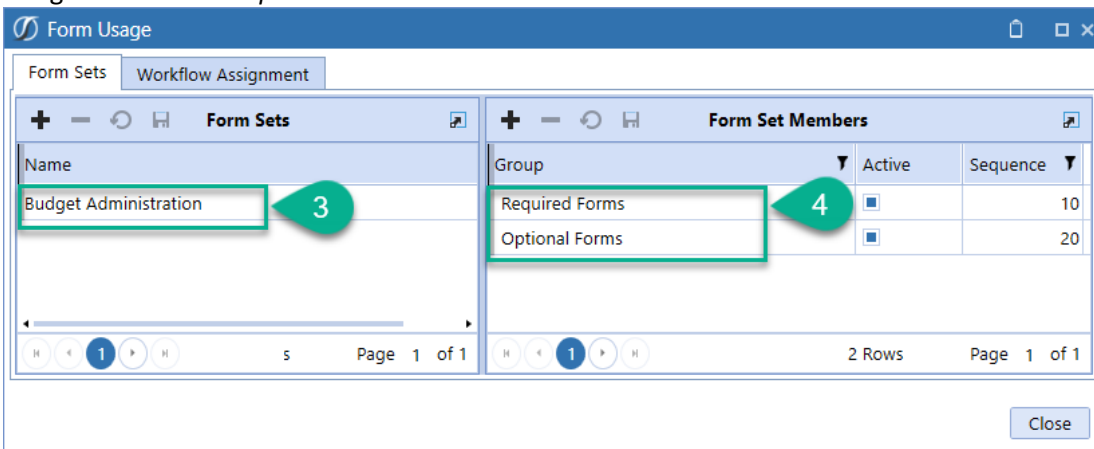 Form Usage
Form Sets
Workflow Assignment
Form Sets
Form Set Members
Name
Group
Active
Sequence
Budget Administration
3
Required Forms
4
10
Optional Forms
20
1
s
Page 1 of 1
1
2 Rows
Page 1 of 1
Close